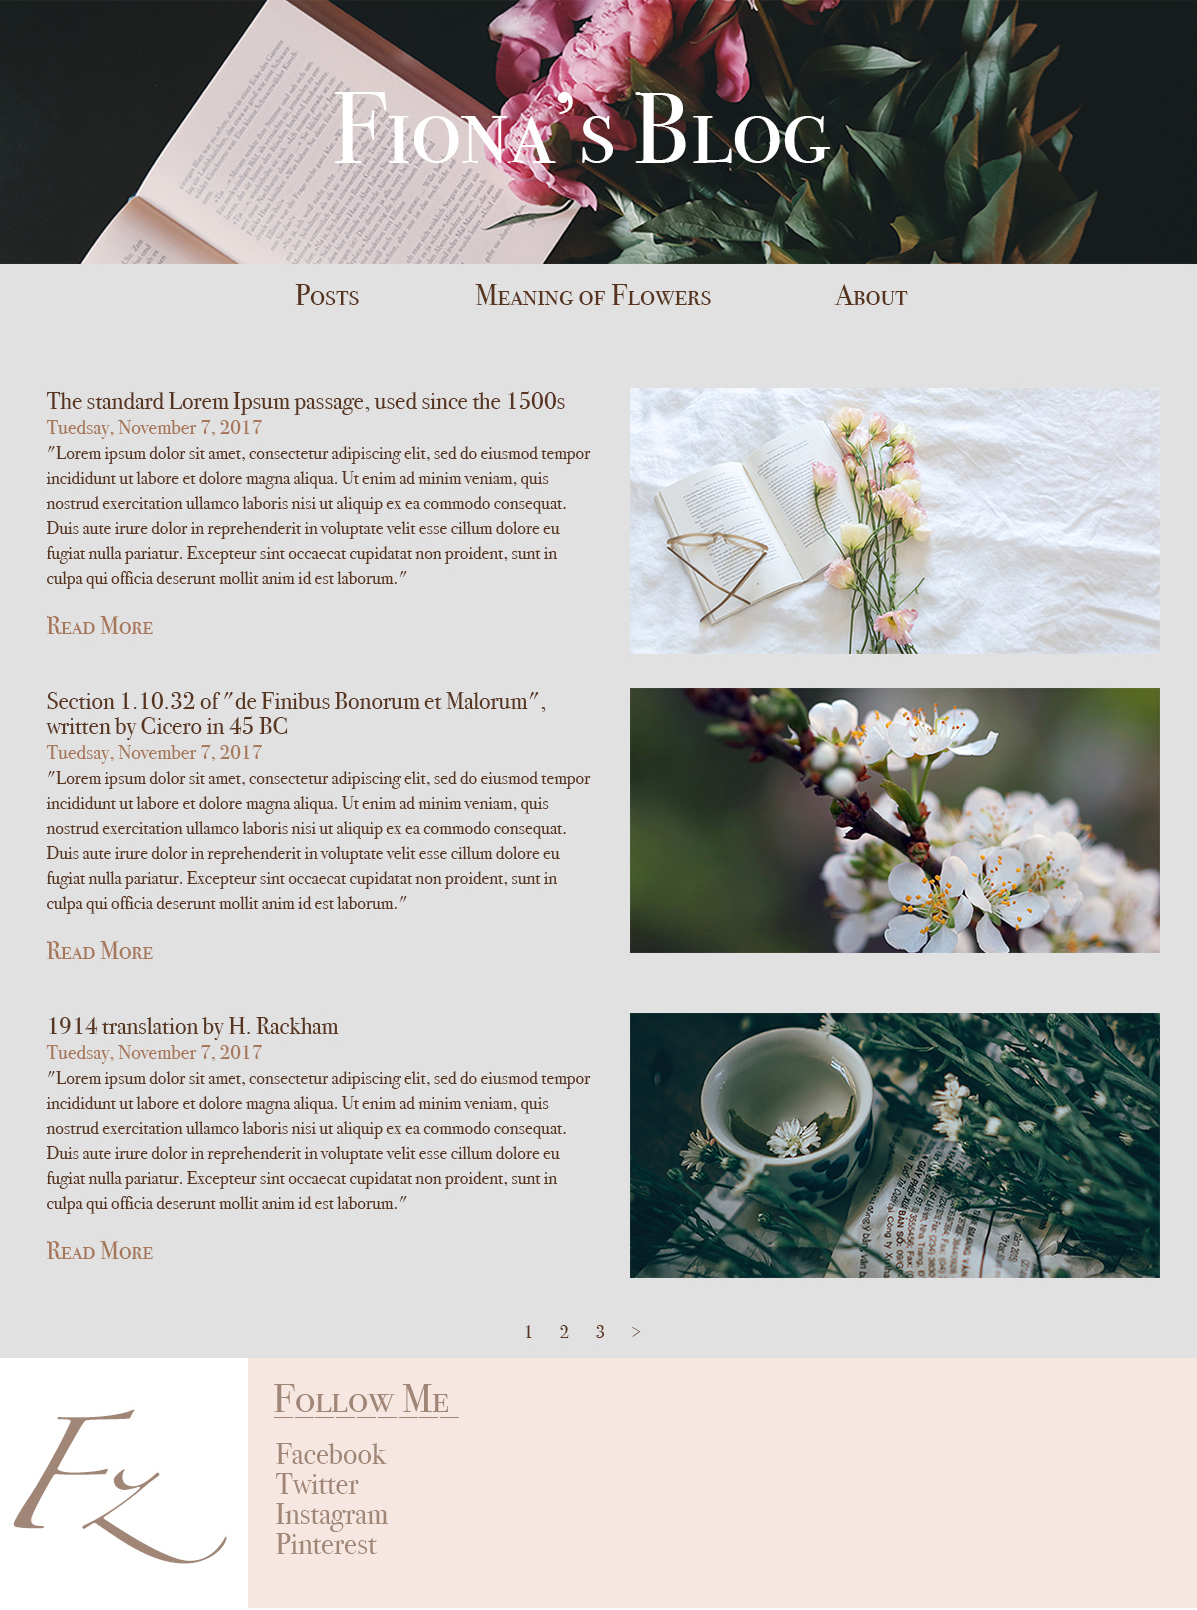 Fiona's Blog
Posts Meaning of Flowers About
The standard Lorem Ipsum passage, used since the 1500s
Tuedsay, November 7, 2017
"Lorem ipsum dolor sit amet, consectetur adipiscing elit, sed do eiusmod tempor
incididunt ut labore et dolore magna aliqua. Ut enim ad minim veniam, quis
nostrud exercitation ullamco laboris nisi ut aliquip ex ea commodo consequat.
Duis aute irure dolor in reprehenderit in voluptate velit esse cillum dolore eu
fugiat nulla pariatur. Excepteur sint occaecat cupidatat non proident, sunt in
culpa qui officia deserunt mollit anim id est laborum."
Read More
Section 1.10.32 of "de Finibus Bonorum et Malorum",
written by Cicero in 45 BC
Tuedsay, November 7, 2017
"Lorem ipsum dolor sit amet, consectetur adipiscing elit, sed do eiusmod tempor
incididunt ut labore et dolore magna aliqua. Ut enim ad minim veniam, quis
nostrud exercitation ullamco laboris nisi ut aliquip ex ea commodo consequat.
Duis aute irure dolor in reprehenderit in voluptate velit esse cillum dolore eu
fugiat nulla pariatur. Excepteur sint occaecat cupidatat non proident, sunt in
culpa qui officia deserunt mollit anim id est laborum."
Read More
1914 translation by H. Rackham
Tuedsay, November 7, 2017
"Lorem ipsum dolor sit amet, consectetur adipiscing elit, sed do eiusmod tempor
incididunt ut labore et dolore magna aliqua. Ut enim ad minim veniam, quis
nostrud exercitation ullamco laboris nisi ut aliquip ex ea commodo consequat.
Duis aute irure dolor in reprehenderit in voluptate velit esse cillum dolore eu
fugiat nulla pariatur. Excepteur sint occaecat cupidatat non proident, sunt in
culpa qui officia deserunt mollit anim id est laborum."
Read More
1 2 3 >
Fz
Follow Me
Facebook
Twitter
Instagram
Pinterest